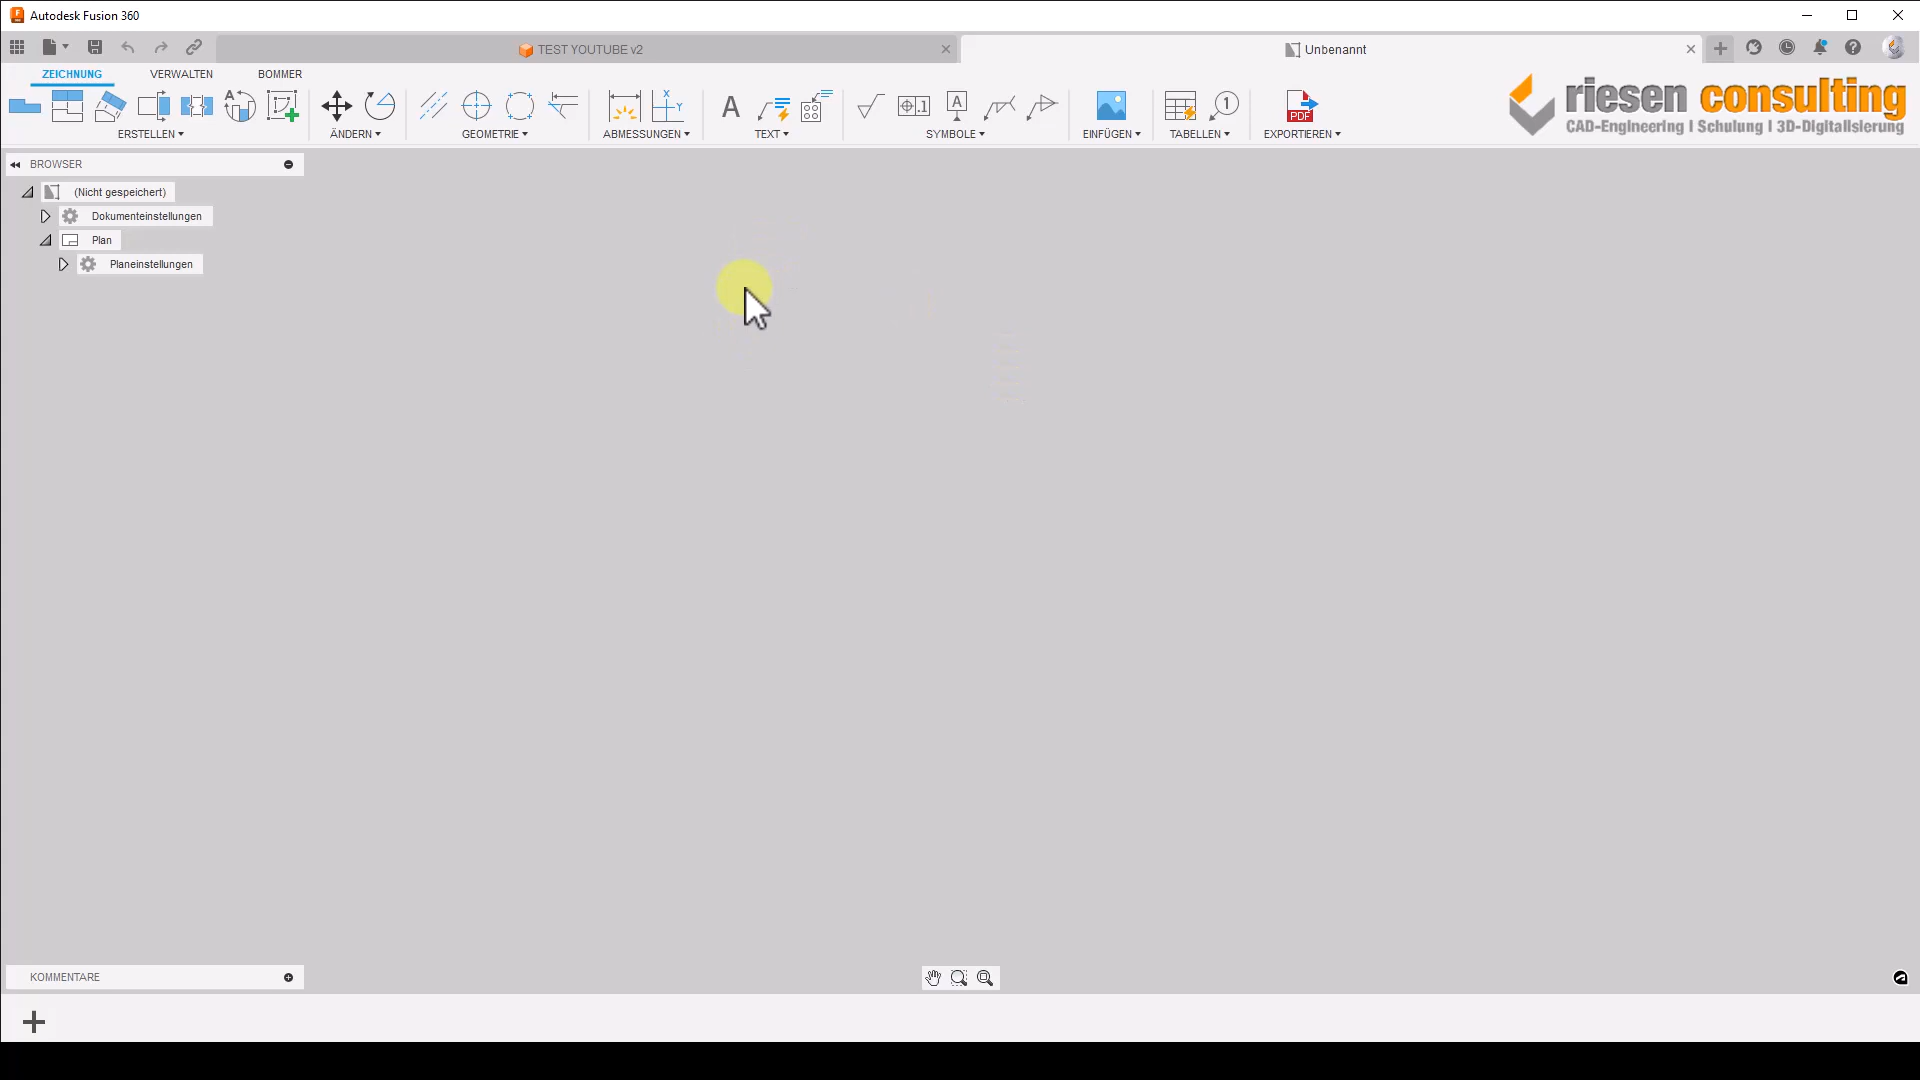 Autodesk Fusion 360
TEST YOUTUBE v2
Unbenannt
ZEICHNUNG
VERWALTEN
BOMMER
ERSTELLEN
ÄNDERN
GEOMETRIE
ABMESSUNGEN
TEXT
SYMBOLE
EINFÜGEN
TABELLEN
EXPORTIEREN
riesen consulting
CAD-Engineering | Schulung | 3D-Digitalisierung
BROWSER
(Nicht gespeichert)
Dokumenteinstellungen
Plan
Planeinstellungen
KOMMENTARE